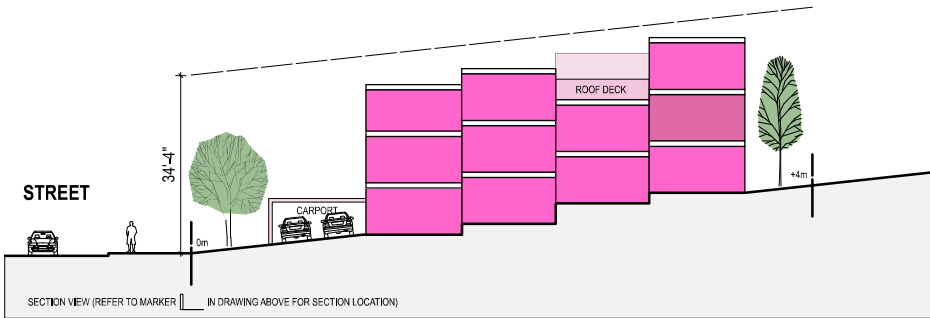 ROOF DECK
34'-4"
+4m
STREET
CARPORT
0m
SECTION VIEW (REFER TO MARKER IN DRAWING ABOVE FOR SECTION LOCATION)